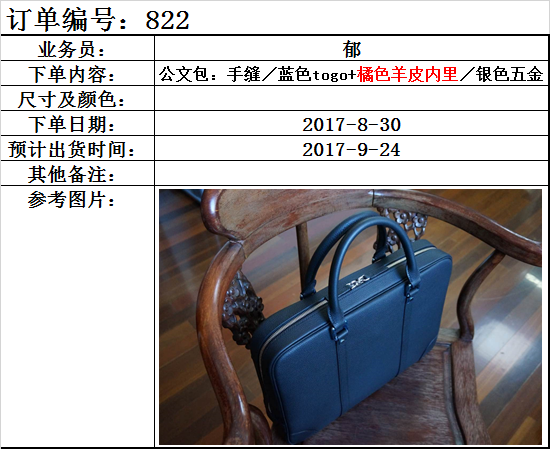 订单编号：822
业务员： 郁
下单内容： 公文包：手缝／蓝色togo+橘色羊皮内里／银色五金
尺寸及颜色：
下单日期： 2017-8-30
预计出货时间： 2017-9-24
其他备注：
参考图片：